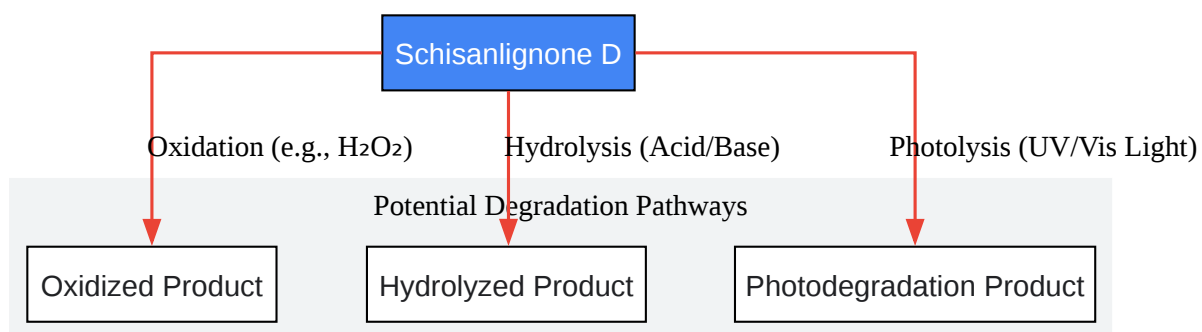 Schisanlignone D
Oxidation (e.g., H₂O₂)
Hydrolysis (Acid/Base)
Photolysis (UV/Vis Light)
Potential Degradation Pathways
Oxidized Product
Hydrolyzed Product
Photodegradation Product